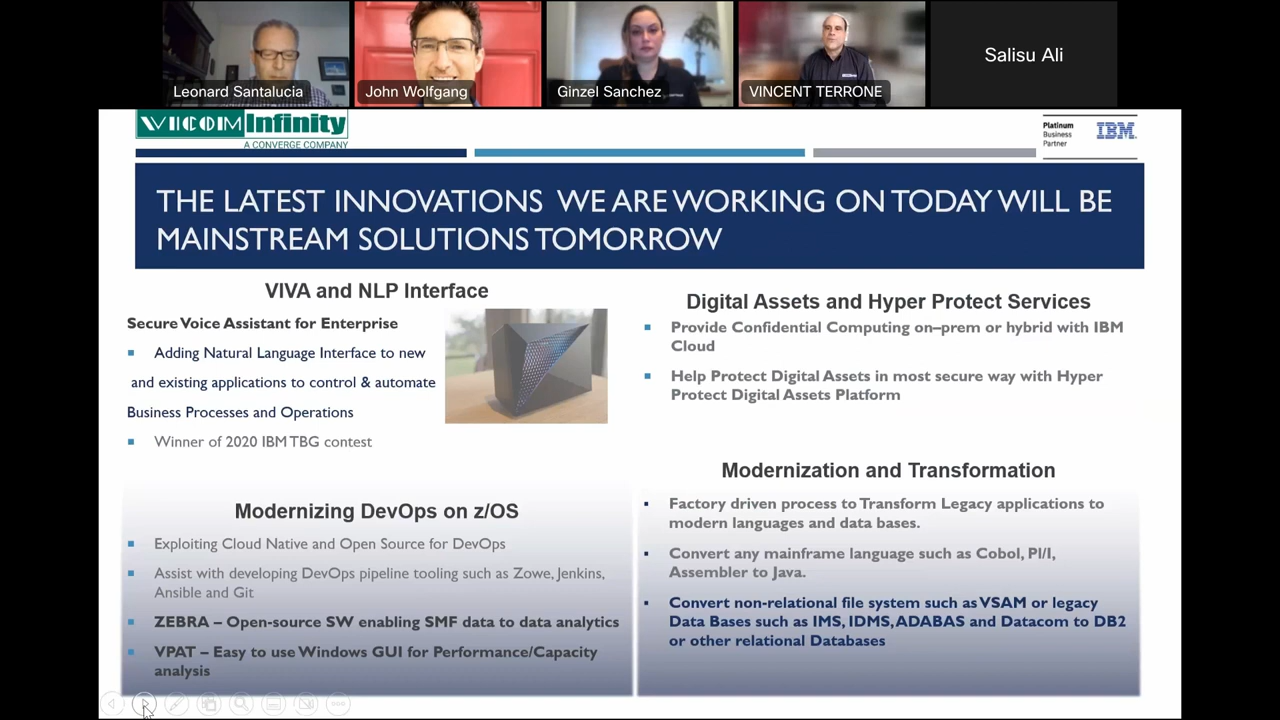 Leonard Santalucia
John Wolfgang
Ginzel Sanchez
VINCENT TERRONE
Salisu Ali
VICOM Infinity
A CONVERGE COMPANY
Platinum
Business
Partner
IBM
THE LATEST INNOVATIONS WE ARE WORKING ON TODAY WILL BE
MAINSTREAM SOLUTIONS TOMORROW
VIVA and NLP Interface
Secure Voice Assistant for Enterprise
Adding Natural Language Interface to new
and existing applications to control & automate
Business Processes and Operations
Winner of 2020 IBM TBG contest
Digital Assets and Hyper Protect Services
Provide Confidential Computing on–prem or hybrid with IBM
Cloud
Help Protect Digital Assets in most secure way with Hyper
Protect Digital Assets Platform
Modernizing DevOps on z/OS
Exploiting Cloud Native and Open Source for DevOps
Assist with developing DevOps pipeline tooling such as Zowe, Jenkins,
Ansible and Git
ZEBRA – Open-source SW enabling SMF data to data analytics
VPAT – Easy to use Windows GUI for Performance/Capacity
analysis
Modernization and Transformation
Factory driven process to Transform Legacy applications to
modern languages and data bases.
Convert any mainframe language such as Cobol, Pl/I,
Assembler to Java.
Convert non-relational file system such as VSAM or legacy
Data Bases such as IMS, IDMS, ADABAS and Datacom to DB2
or other relational Databases